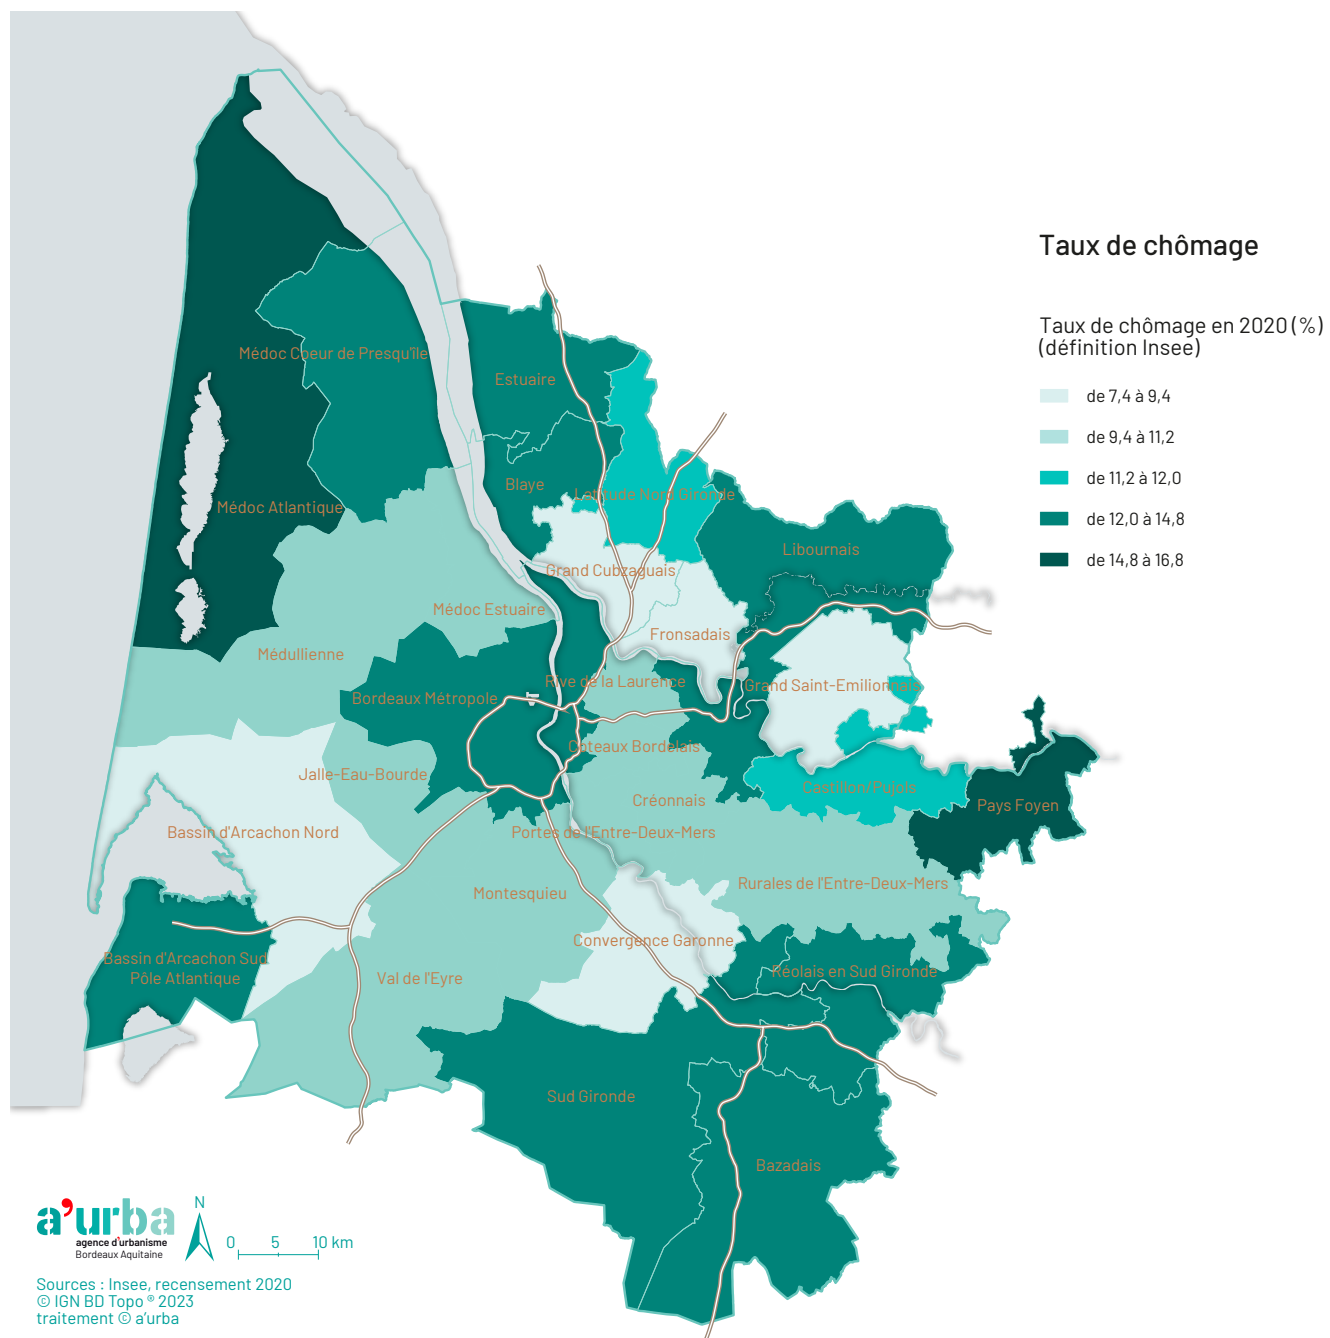 Taux de chômage
Taux de chômage en 2020 (%)
(définition Insee)
de 7,4 à 9,4
de 9,4 à 11,2
de 11,2 à 12,0
de 12,0 à 14,8
de 14,8 à 16,8
Médoc Coeur de Presqu'île
Estuaire
Blaye
Latitude Nord Gironde
Médoc Atlantique
Libournais
Grand Cubzaguais
Médoc Estuaire
Fronsadais
Médullienne
Rive de la Laurence
Grand Saint-Emilionnais
Bordeaux Métropole
Coteaux Bordelais
Jalle-Eau-Bourde
Castillon/Pujols
Créonnais
Pays Foyen
Bassin d'Arcachon Nord
Portes de l'Entre-Deux-Mers
Rurales de l'Entre-Deux-Mers
Montesquieu
Convergence Garonne
Bassin d'Arcachon Sud
Pôle Atlantique
Val de l'Eyre
Réolais en Sud Gironde
Sud Gironde
Bazadais
a'urba
agence d'urbanisme
Bordeaux Aquitaine
N
0 5 10 km
Sources : Insee, recensement 2020
© IGN BD Topo ® 2023
traitement © a'urba